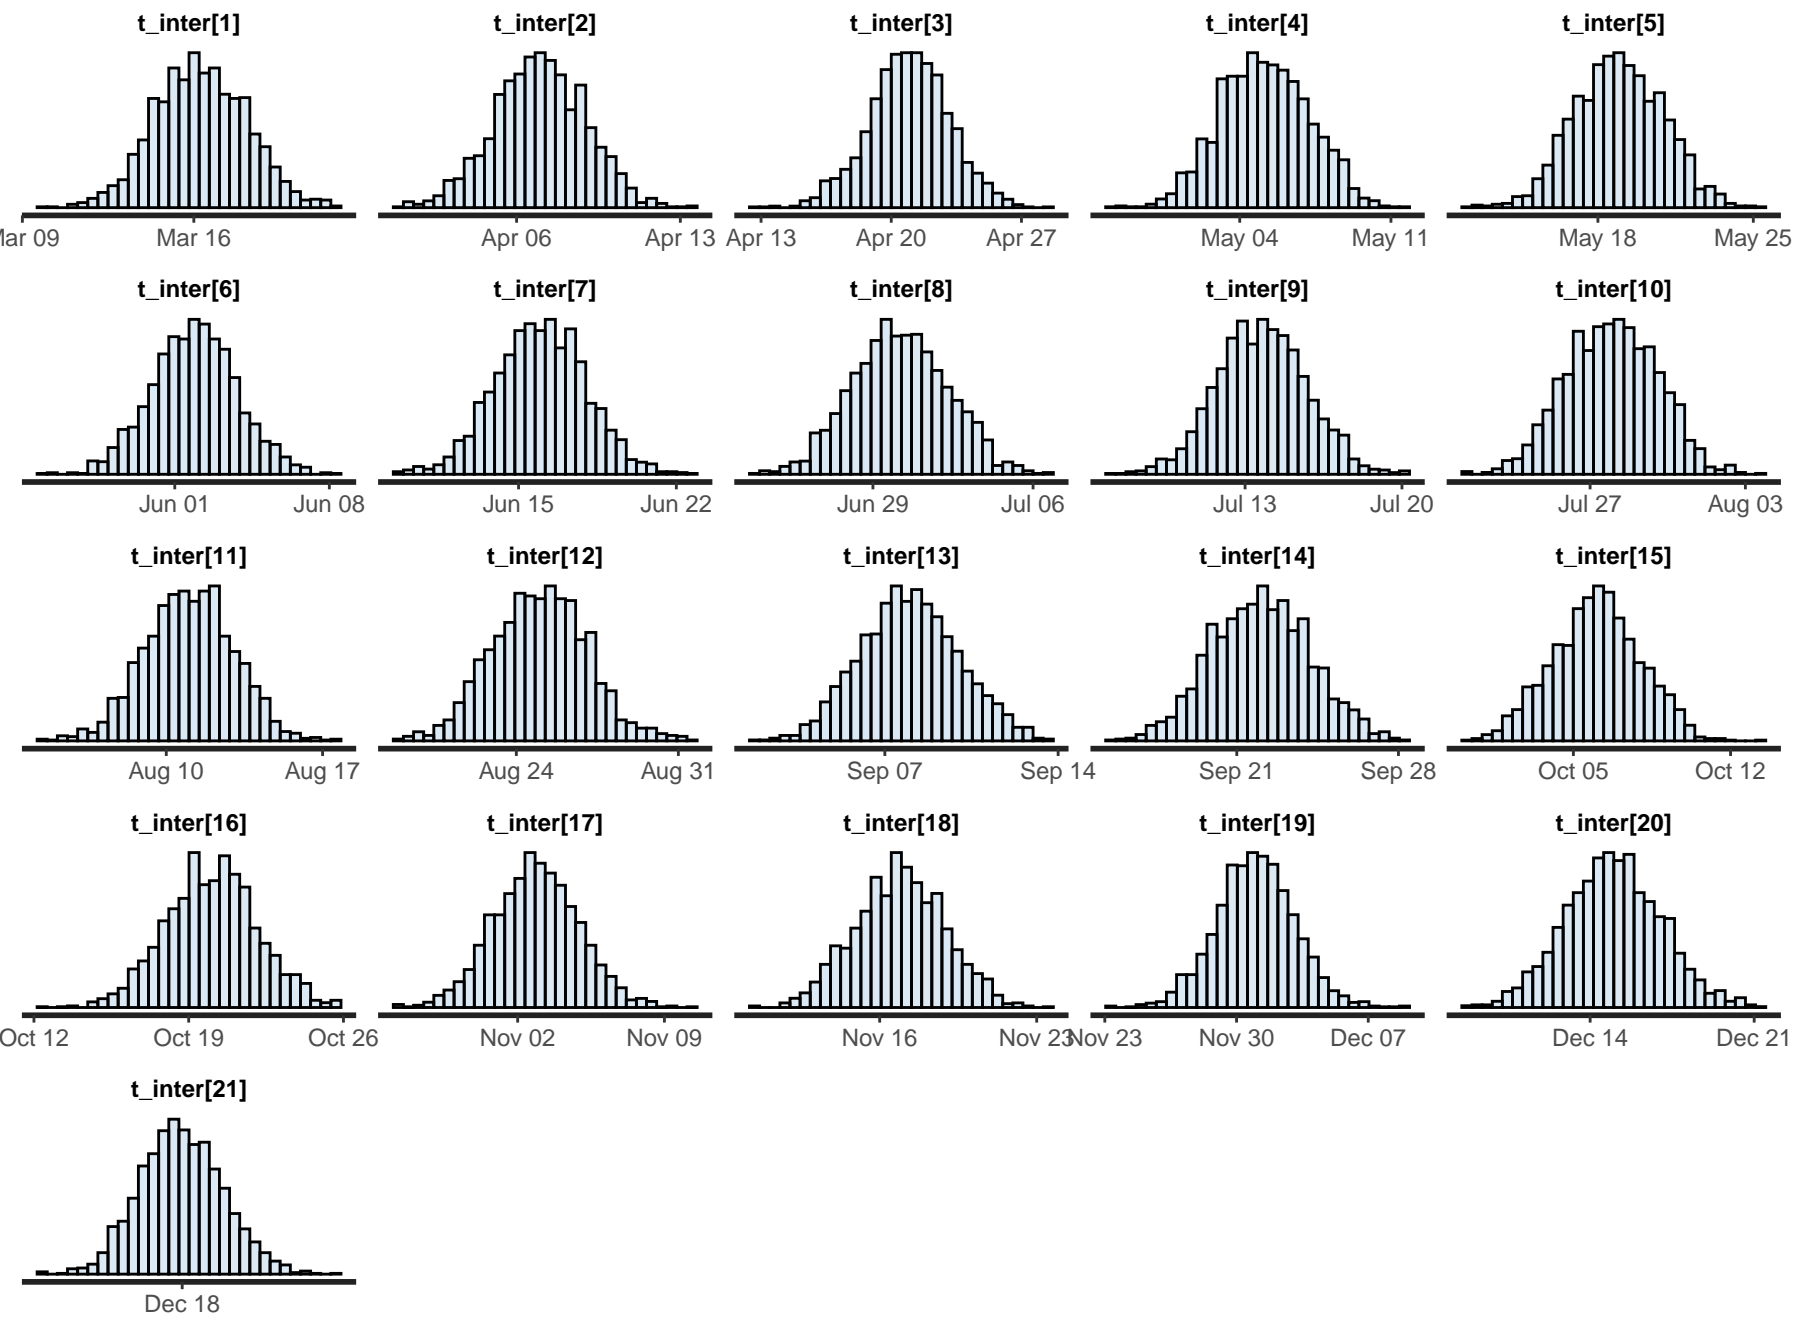 t_inter[1] t_inter[2] t_inter[3] t_inter[4] t_inter[5]
Mar 09 Mar 16 Apr 06 Apr 13 Apr 13 Apr 20 Apr 27 May 04 May 11 May 18 May 25
t_inter[6] t_inter[7] t_inter[8] t_inter[9] t_inter[10]
Jun 01 Jun 08 Jun 15 Jun 22 Jun 29 Jul 06 Jul 13 Jul 20 Jul 27 Aug 03
t_inter[11] t_inter[12] t_inter[13] t_inter[14] t_inter[15]
Aug 10 Aug 17 Aug 24 Aug 31 Sep 07 Sep 14 Sep 21 Sep 28 Oct 05 Oct 12
t_inter[16] t_inter[17] t_inter[18] t_inter[19] t_inter[20]
Oct 12 Oct 19 Oct 26 Nov 02 Nov 09 Nov 16 Nov 23 Nov 23 Nov 30 Dec 07 Dec 14 Dec 21
t_inter[21]
Dec 18